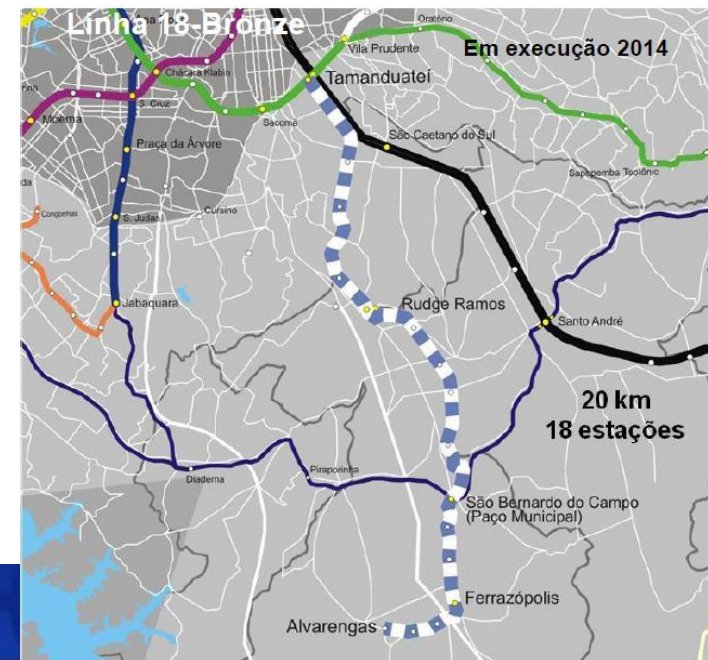 Linha 18-Bronze
Oratório
Vila Prudente
Em execução 2014
Chácara Klabin
Tamanduateí
S. Cruz
Sacomã
Moema
São Caetano do Sul
Praça da Árvore
Sapopemba Teotônio
Cursino
Congonhas
S. Judas
Jabaquara
Rudge Ramos
Santo André
20 km
18 estações
Piraporinha
Diadema
São Bernardo do Campo
(Paço Municipal)
Ferrazópolis
Alvarengas